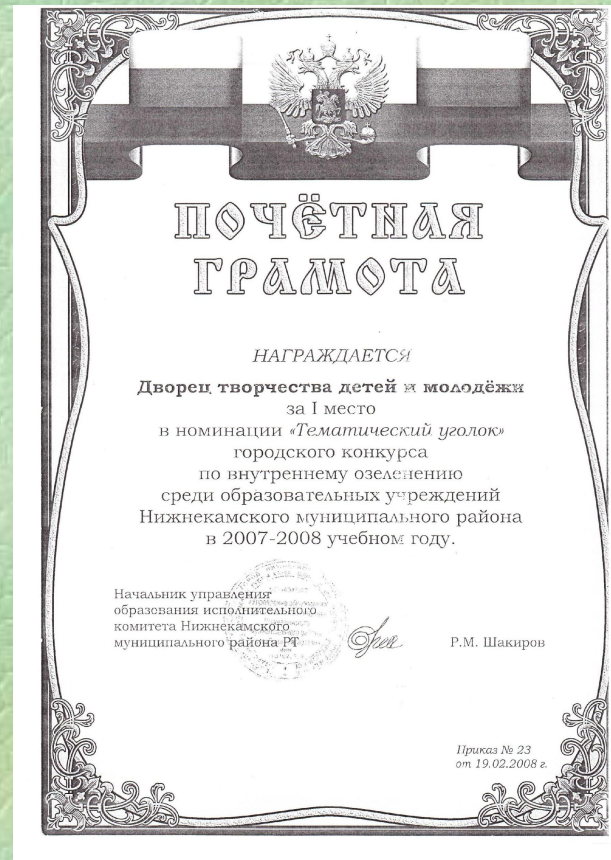 ПОЧЁТНАЯ
ГРАМОТА
НАГРАЖДАЕТСЯ
Дворец творчества детей и молодёжи
за I место
в номинации «Тематический уголок»
городского конкурса
по внутреннему озеленению
среди образовательных учреждений
Нижнекамского муниципального района
в 2007-2008 учебном году.
Начальник управления
образования исполнительного
комитета Нижнекамского
муниципального района РТ
Р.М. Шакиров
Приказ № 23
от 19.02.2008 г.